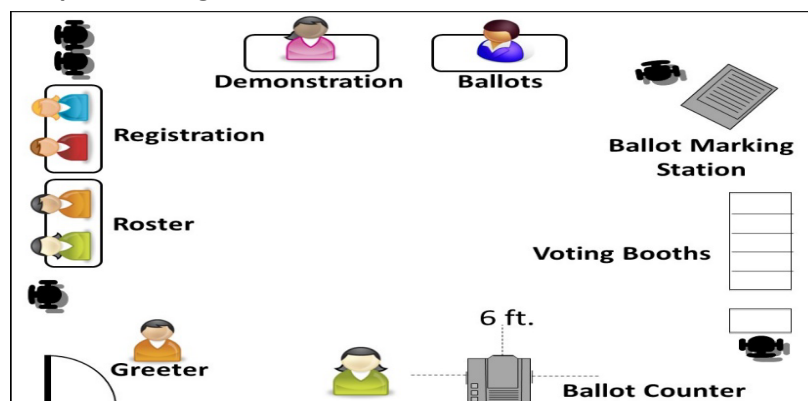 Demonstration
Ballots
Registration
Ballot Marking
Station
Roster
Voting Booths
6 ft.
Greeter
Ballot Counter